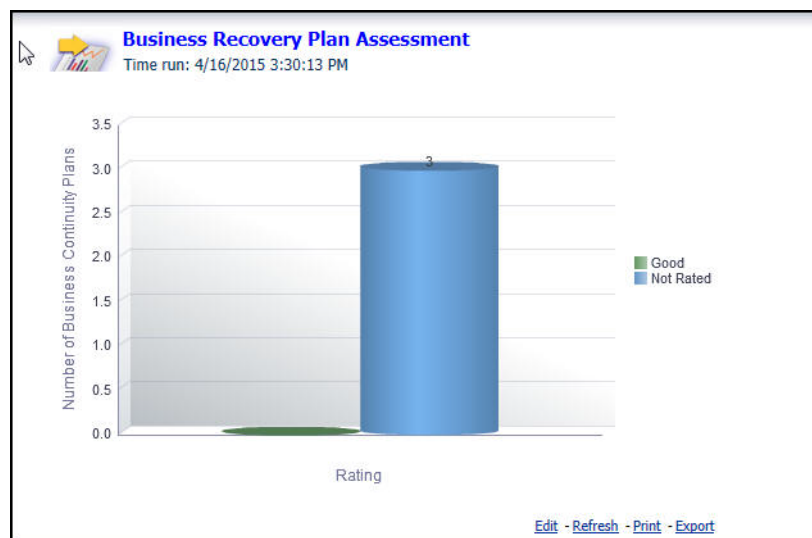 Business Recovery Plan Assessment
Time run: 4/16/2015 3:30:13 PM
Number of Business Continuity Plans
3.5
3.0
2.5
2.0
1.5
1.0
0.5
0.0
3
Good
Not Rated
Rating
Edit - Refresh - Print - Export